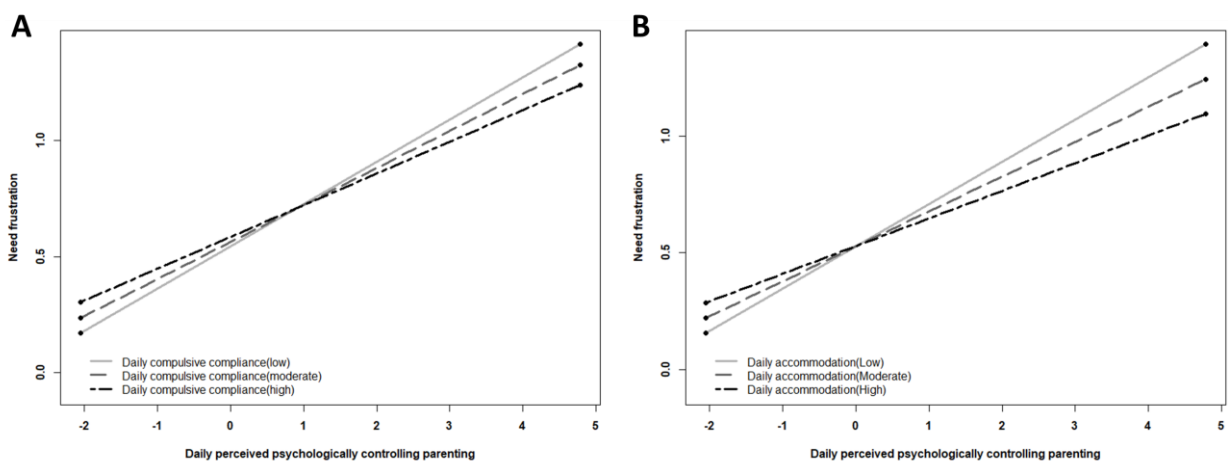 A
Need frustration
1.0
0.5
0.0
Daily compulsive compliance(low)
Daily compulsive compliance(moderate)
Daily compulsive compliance(high)
-2 -1 0 1 2 3 4 5
Daily perceived psychologically controlling parenting
B
Need frustration
1.0
0.5
0.0
Daily accommodation(Low)
Daily accommodation(Moderate)
Daily accommodation(High)
-2 -1 0 1 2 3 4 5
Daily perceived psychologically controlling parenting